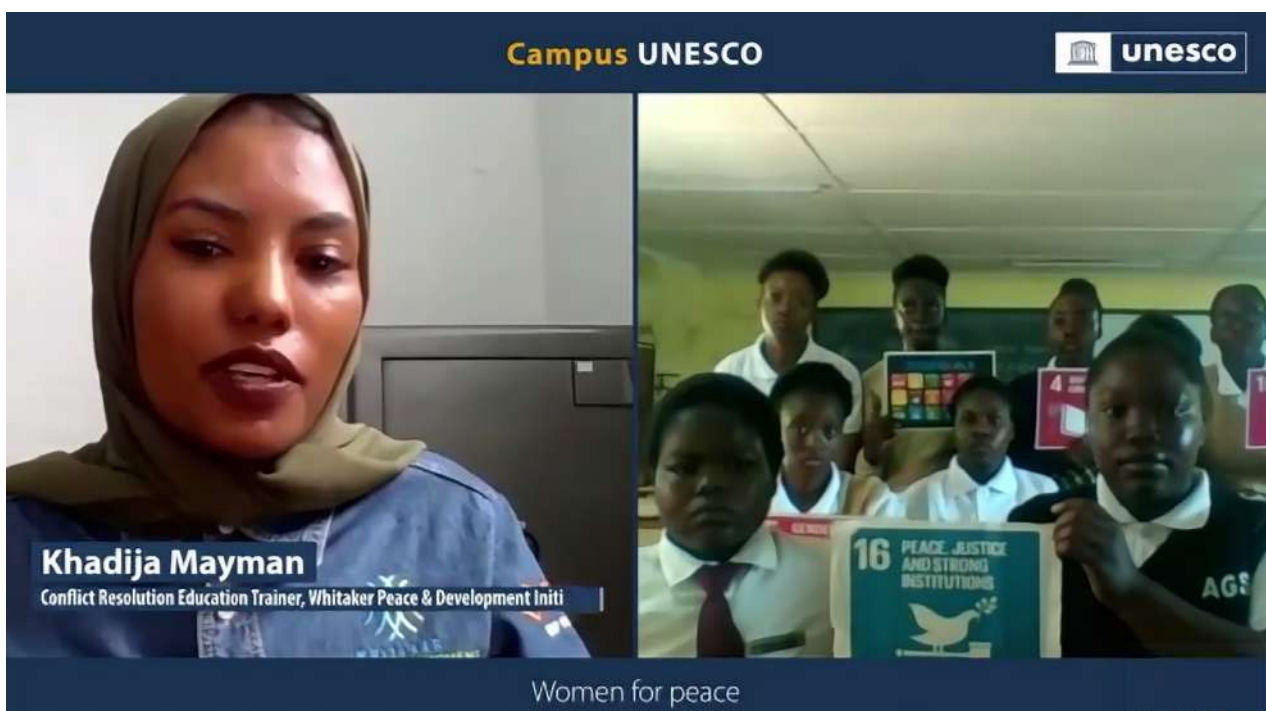 Campus UNESCO
unesco
Khadija Mayman
Conflict Resolution Education Trainer, Whitaker Peace & Development Initi
4
16 PEACE, JUSTICE
AND STRONG
INSTITUTIONS
AGS
Women for peace